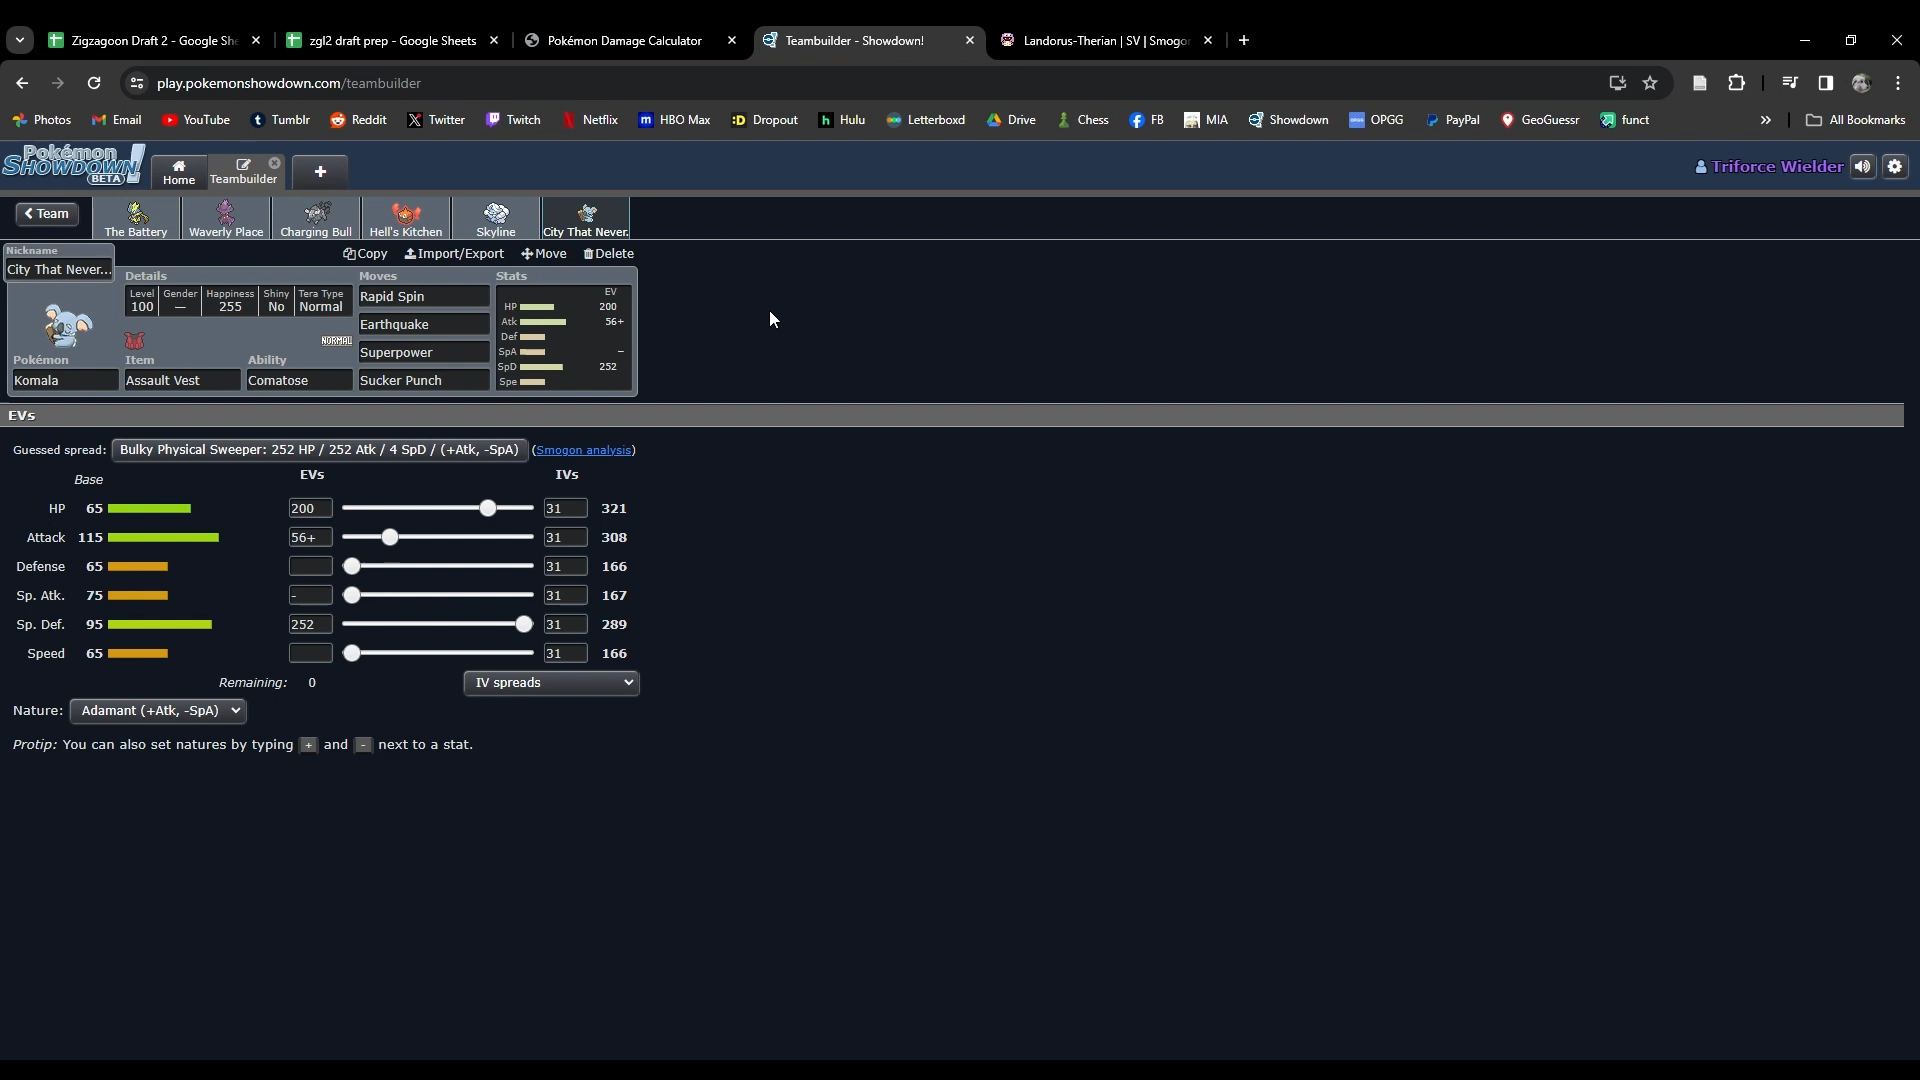 Zigzagoon Draft 2 - Google She
zgl2 draft prep - Google Sheets
Pokémon Damage Calculator
Teambuilder - Showdown!
Landorus-Therian | SV | Smogo
play.pokemonshowdown.com/teambuilder
Photos Email YouTube Tumblr Reddit Twitter Twitch Netflix HBO Max Dropout Hulu Letterboxd Drive Chess FB MIA Showdown OPGG PayPal GeoGuessr funct » All Bookmarks
Pokémon
SHOWDOWN!
BETA
Home
Teambuilder
Triforce Wielder
< Team
The Battery
Waverly Place
Charging Bull
Hell's Kitchen
Skyline
City That Never.
Nickname
City That Never...
Copy Import/Export Move Delete
Details
Level Gender Happiness Shiny Tera Type
100 — 255 No Normal
NORMAL
Pokémon
Komala
Item
Assault Vest
Ability
Comatose
Moves
Rapid Spin
Earthquake
Superpower
Sucker Punch
Stats
EV
HP 200
Atk 56+
Def
SpA –
SpD 252
Spe
EVs
Guessed spread: Bulky Physical Sweeper: 252 HP / 252 Atk / 4 SpD / (+Atk, -SpA) (Smogon analysis)
Base EVs IVs
HP 65 200 31 321
Attack 115 56+ 31 308
Defense 65 31 166
Sp. Atk. 75 - 31 167
Sp. Def. 95 252 31 289
Speed 65 31 166
Remaining: 0 IV spreads
Nature: Adamant (+Atk, -SpA)
Protip: You can also set natures by typing + and - next to a stat.